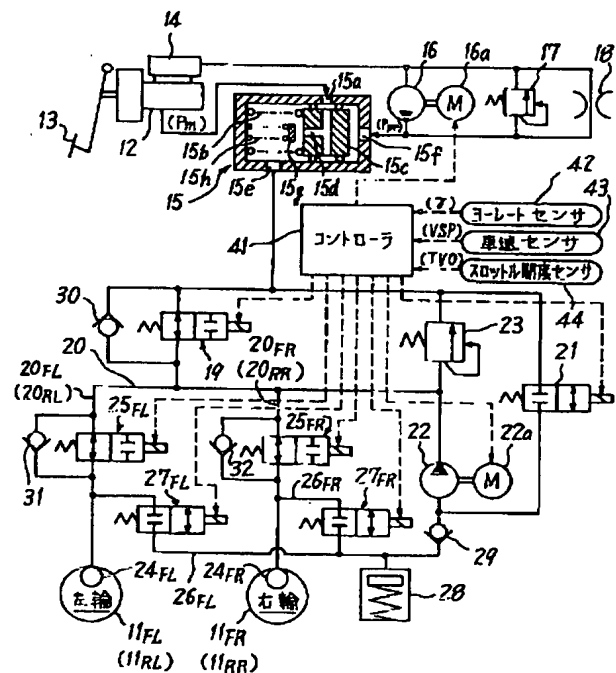 14
16
16a
17
18
15a
M
13
12
(Pm)
(Pm)
15b
15f
15h
15c
15
15e
15g
15d
42
(γ)
ヨーレートセンサ
43
41
コントローラ
(VSP)
車速センサ
(TVO)
スロットル開度センサ
44
30
23
19
20FR
(20RR)
21
20
20FL
(20RL)
25FL
25FR
31
32
22
M
22a
27FL
26FR
27FR
29
24FL
24FR
26FL
28
左輪
右輪
11FL
(11RL)
11FR
(11RR)